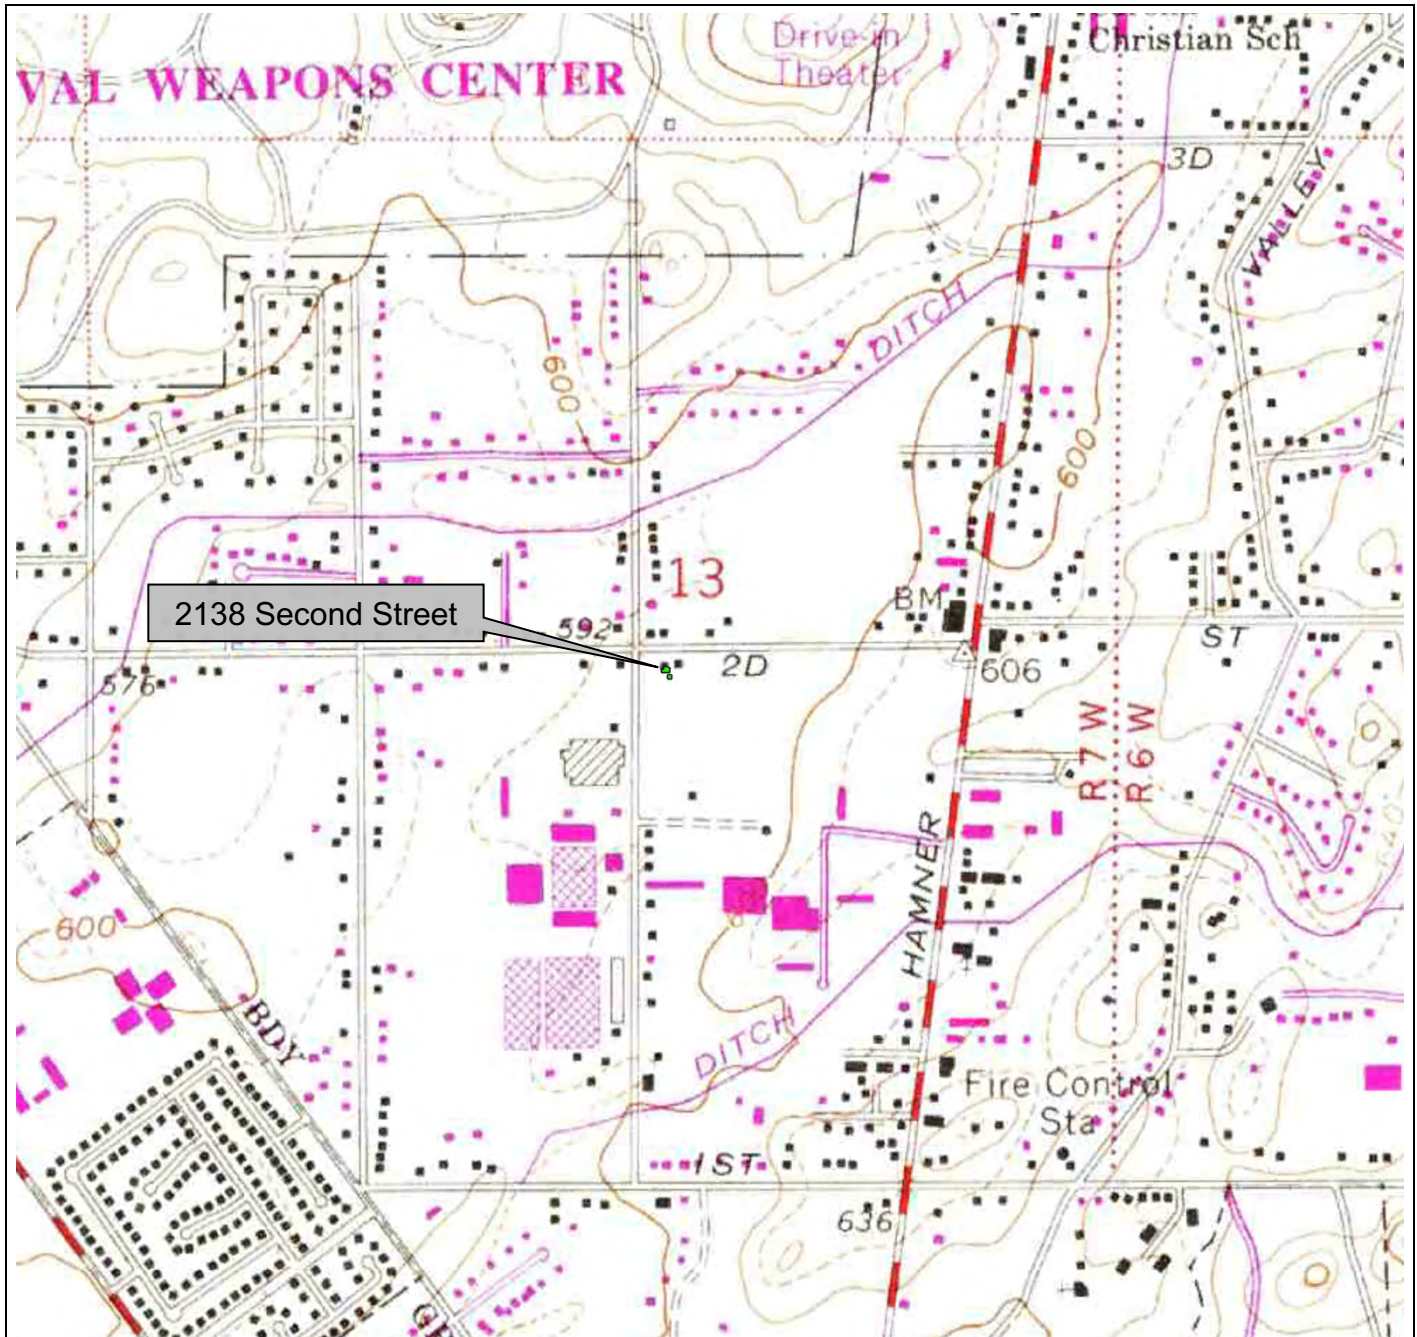 Drive-in
Theater
Christian Sch
VAL WEAPONS CENTER
3D
VALLEY
DITCH
600
600
13
BM
2138 Second Street
592
2D
ST
606
576
R 7 W
R 6 W
HAMNER
600
BDY
DITCH
Fire Control
Sta
1ST
636